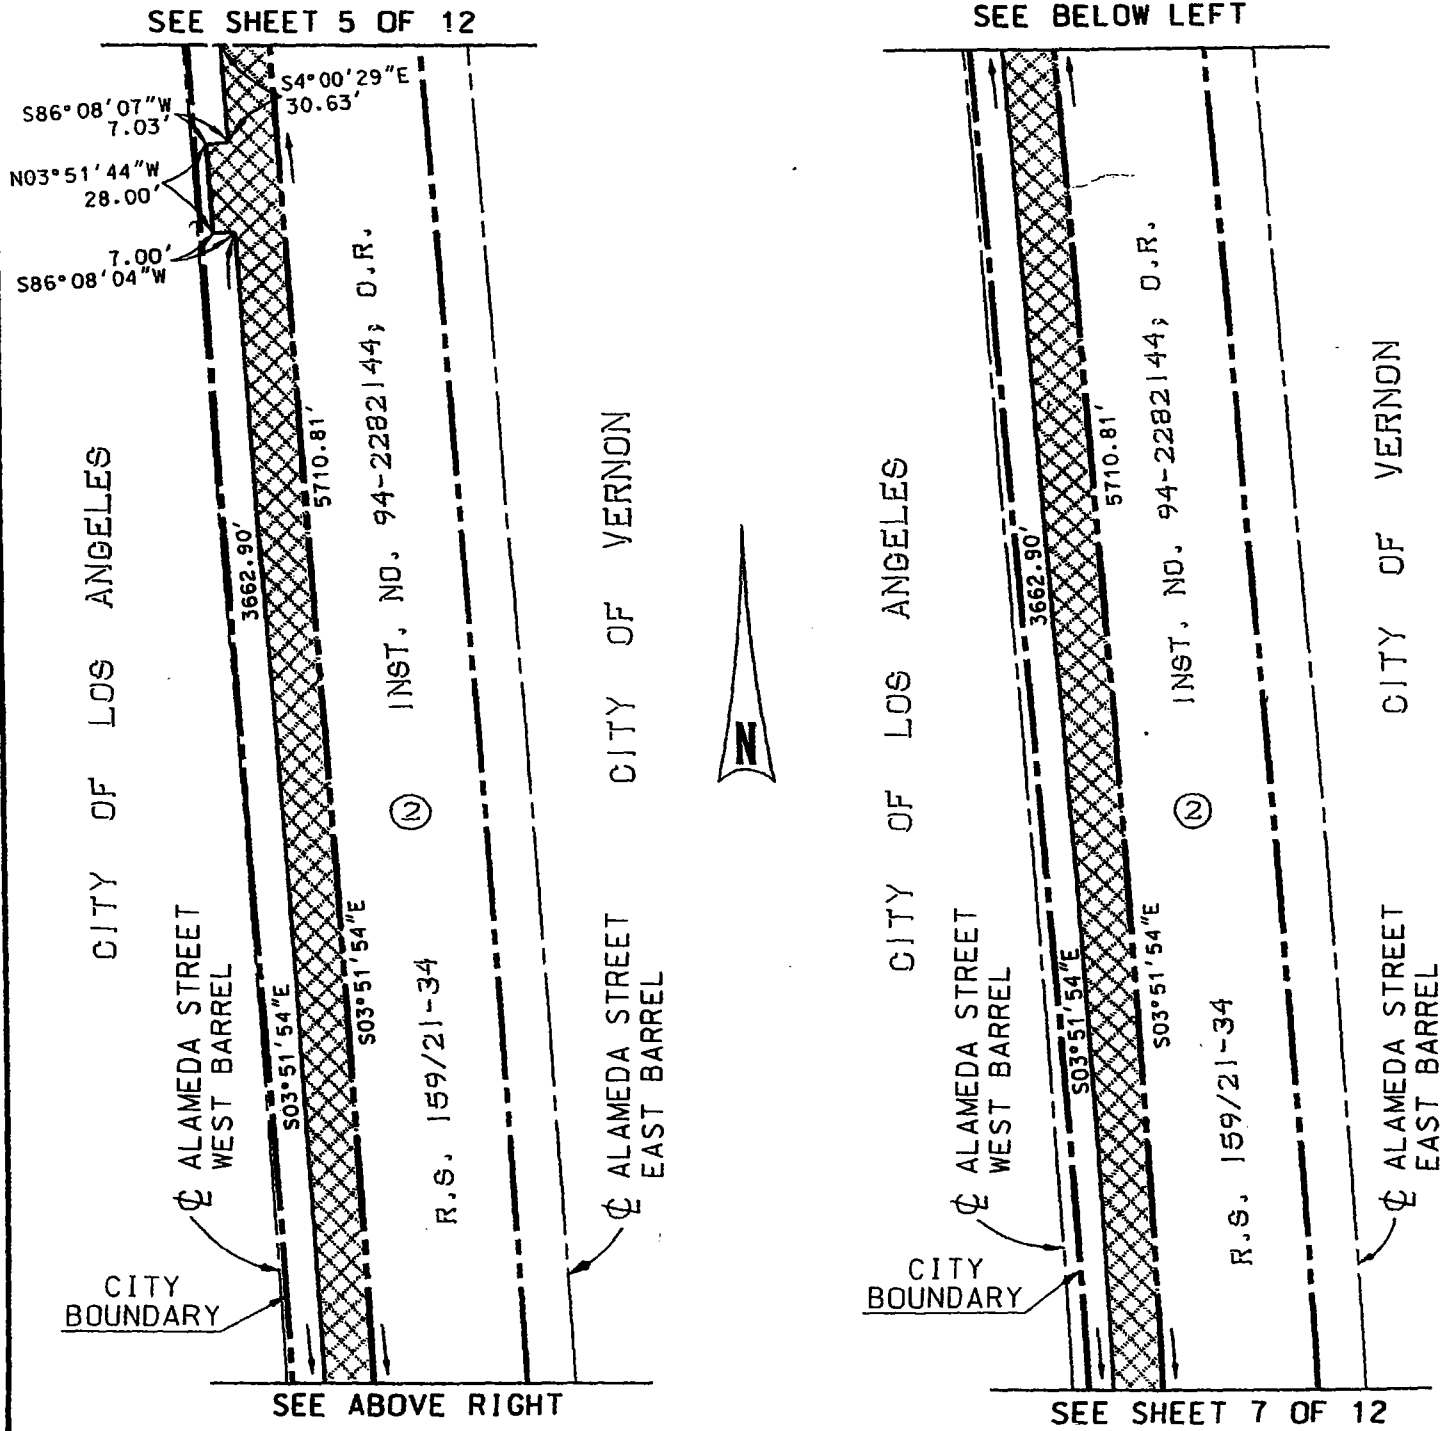 SEE SHEET 5 OF 12
S4°00'29"E
30.63'
S86°08'07"W
7.03'
N03°51'44"W
28.00'
7.00'
S86°08'04"W
CITY OF LOS ANGELES
3662.90'
5710.81'
INST. NO. 94-2282144; O.R.
CITY OF VERNON
2
S03°51'54"E
S03°51'54"E
R.S. 159/21-34
℄ ALAMEDA STREET
WEST BARREL
℄ ALAMEDA STREET
EAST BARREL
CITY
BOUNDARY
SEE ABOVE RIGHT
N
SEE BELOW LEFT
CITY OF LOS ANGELES
3662.90'
5710.81'
INST. NO. 94-2282144; O.R.
CITY OF VERNON
2
S03°51'54"E
S03°51'54"E
R.S. 159/21-34
℄ ALAMEDA STREET
WEST BARREL
℄ ALAMEDA STREET
EAST BARREL
CITY
BOUNDARY
SEE SHEET 7 OF 12